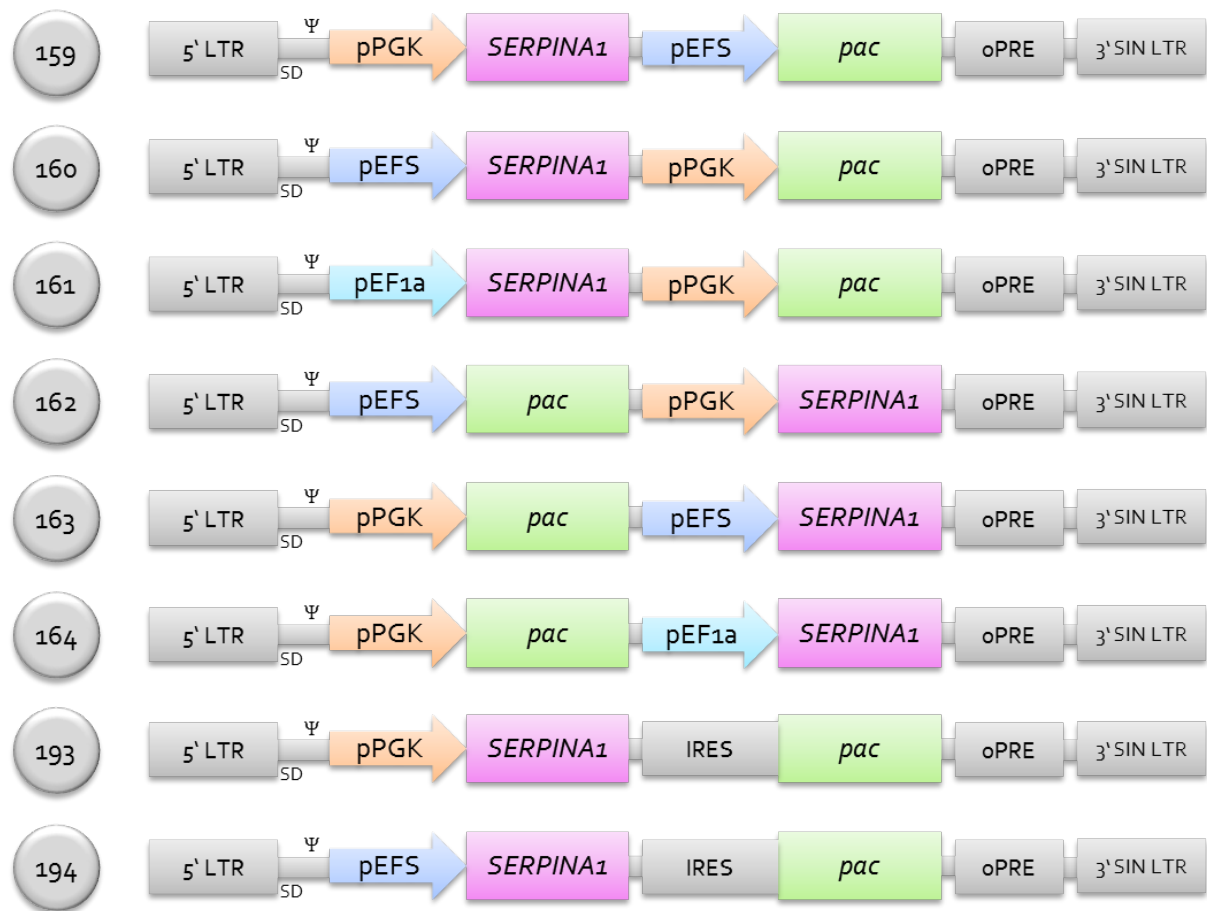 159 5' LTR Ψ SD pPGK SERPINA1 pEFS pac oPRE 3' SIN LTR
160 5' LTR Ψ SD pEFS SERPINA1 pPGK pac oPRE 3' SIN LTR
161 5' LTR Ψ SD pEF1a SERPINA1 pPGK pac oPRE 3' SIN LTR
162 5' LTR Ψ SD pEFS pac pPGK SERPINA1 oPRE 3' SIN LTR
163 5' LTR Ψ SD pPGK pac pEFS SERPINA1 oPRE 3' SIN LTR
164 5' LTR Ψ SD pPGK pac pEF1a SERPINA1 oPRE 3' SIN LTR
193 5' LTR Ψ SD pPGK SERPINA1 IRES pac oPRE 3' SIN LTR
194 5' LTR Ψ SD pEFS SERPINA1 IRES pac oPRE 3' SIN LTR